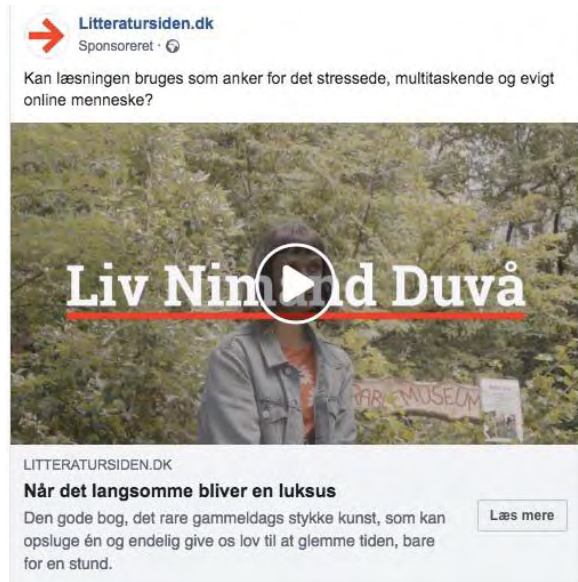 Litteratursiden.dk
Sponsoreret ·
Kan læsningen bruges som anker for det stressede, multitaskende og evigt
online menneske?
Liv Nimand Duvå
MUSEUM
LITTERATURSIDEN.DK
Når det langsomme bliver en luksus
Den gode bog, det rare gammeldags stykke kunst, som kan
opsluge én og endelig give os lov til at glemme tiden, bare
for en stund.
Læs mere